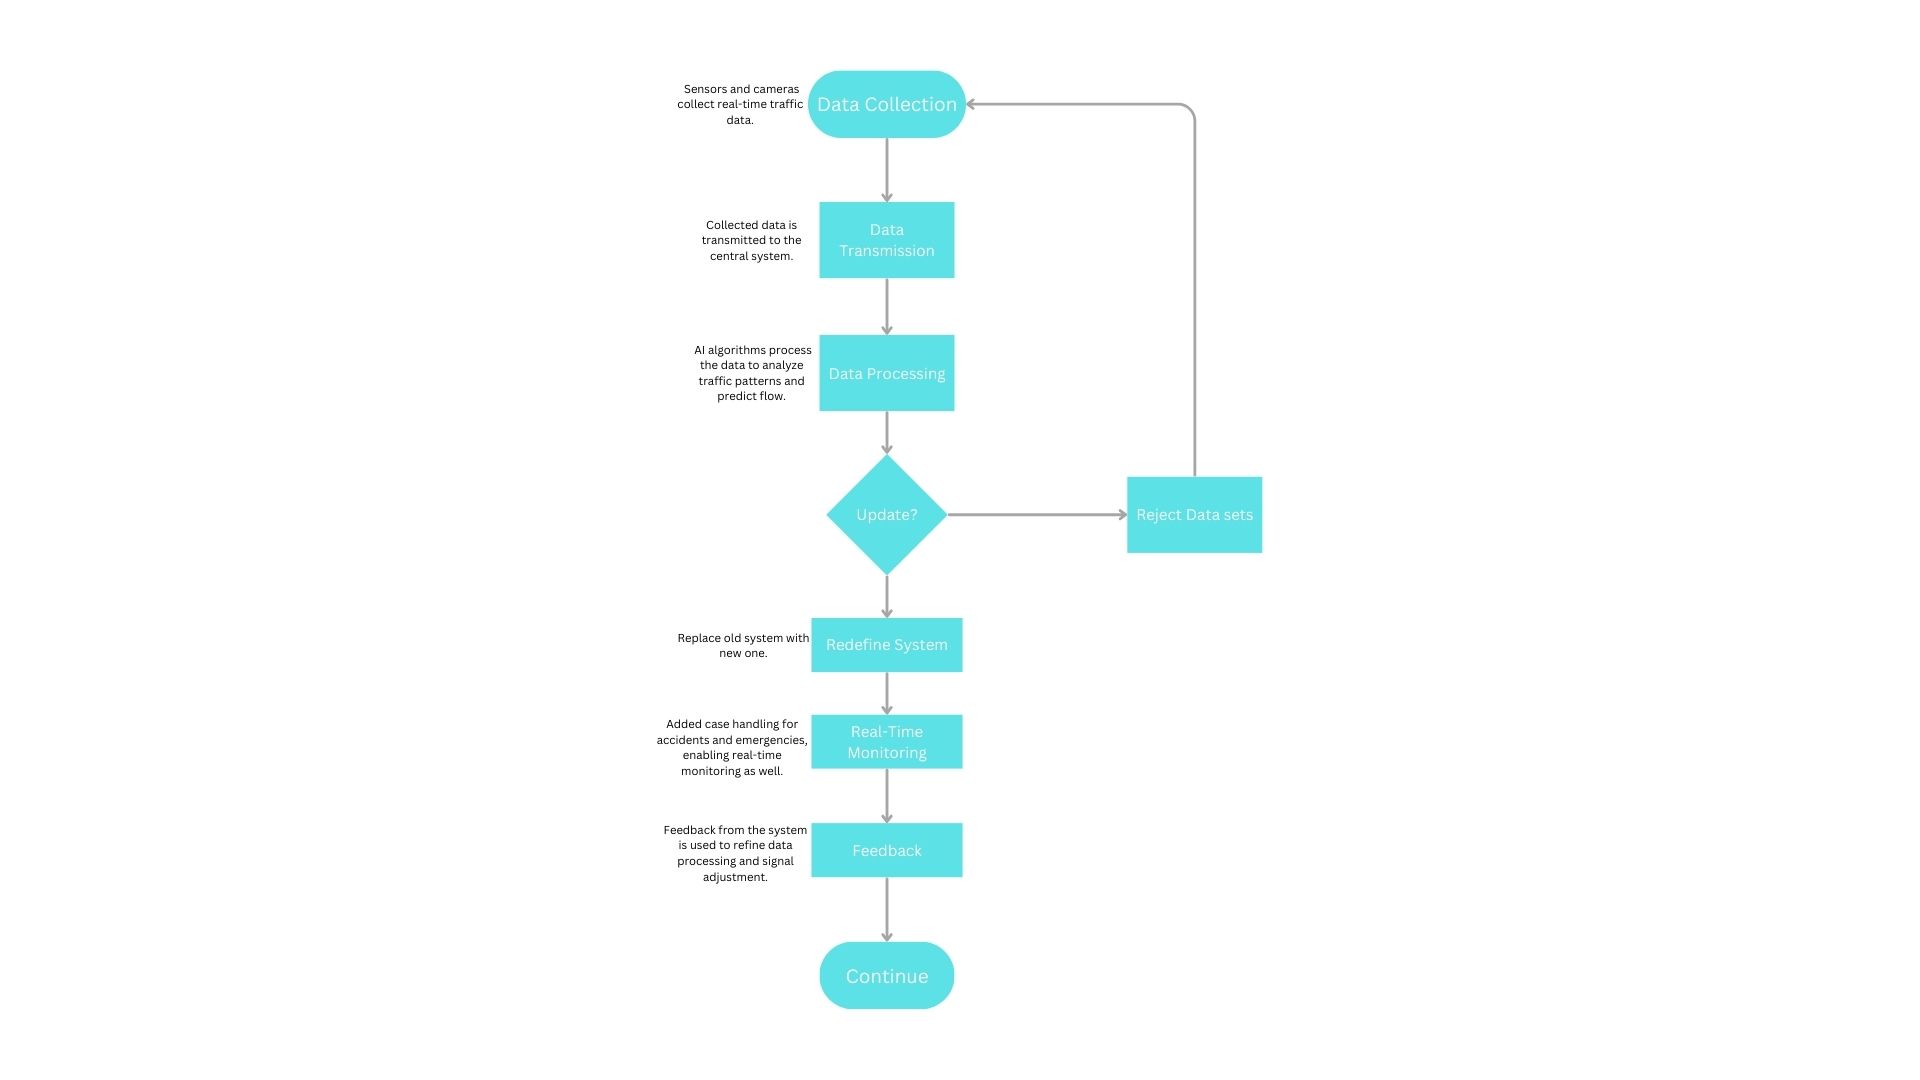 Sensors and cameras
collect real-time traffic
data.
Data Collection
Collected data is
transmitted to the
central system.
Data
Transmission
AI algorithms process
the data to analyze
traffic patterns and
predict flow.
Data Processing
Update?
Reject Data sets
Replace old system with
new one.
Redefine System
Added case handling for
accidents and emergencies,
enabling real-time
monitoring as well.
Real-Time
Monitoring
Feedback from the system
is used to refine data
processing and signal
adjustment.
Feedback
Continue